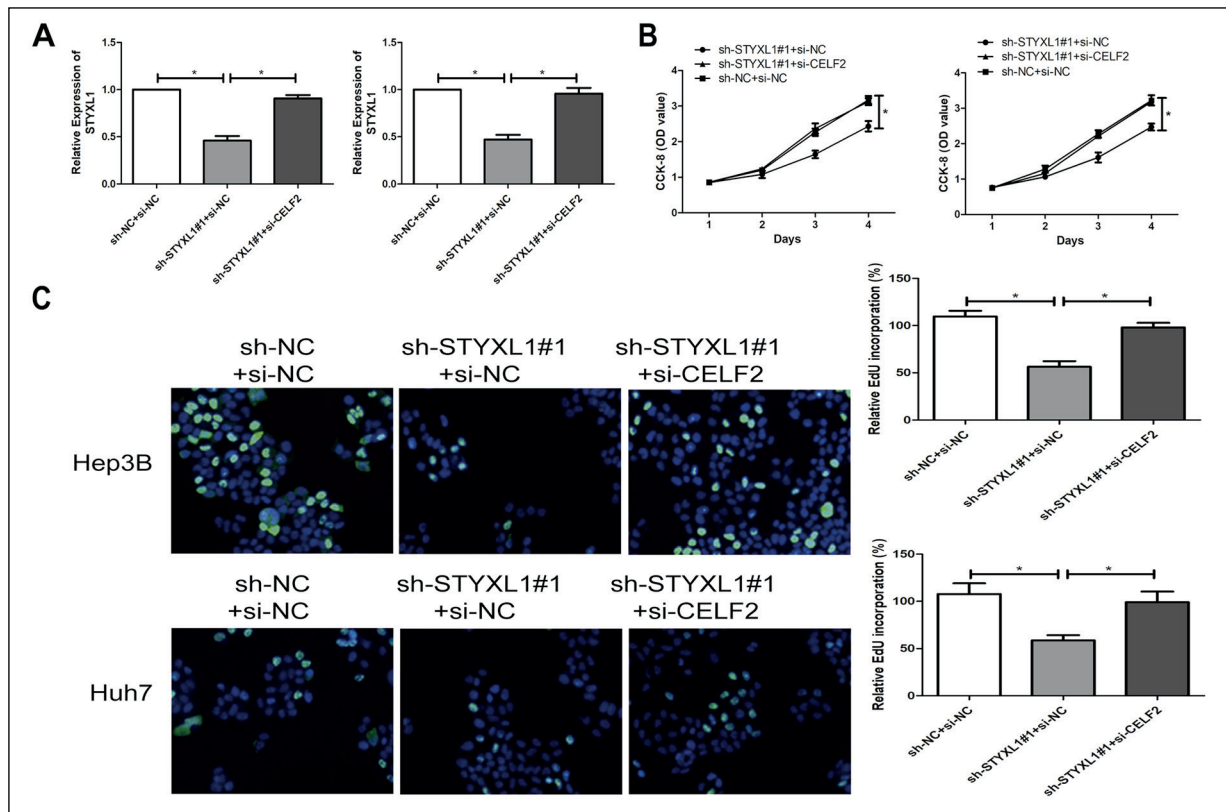 A
Relative Expression of
STYXL1
1.5
1.0
0.5
0.0
*
*
sh-NC+si-NC
sh-STYXL1#1+si-NC
sh-STYXL1#1+si-CELF2
Relative Expression of
STYXL1
1.5
1.0
0.5
0.0
*
*
sh-NC+si-NC
sh-STYXL1#1+si-NC
sh-STYXL1#1+si-CELF2
B
sh-STYXL1#1+si-NC
sh-STYXL1#1+si-CELF2
sh-NC+si-NC
CCK-8 (OD value)
4
3
2
1
0
*
1 2 3 4
Days
sh-STYXL1#1+si-NC
sh-STYXL1#1+si-CELF2
sh-NC+si-NC
CCK-8 (OD value)
4
3
2
1
0
*
1 2 3 4
Days
C
sh-NC
+si-NC
sh-STYXL1#1
+si-NC
sh-STYXL1#1
+si-CELF2
Hep3B
sh-NC
+si-NC
sh-STYXL1#1
+si-NC
sh-STYXL1#1
+si-CELF2
Huh7
Relative EdU incorporation (%)
150
100
50
0
*
*
sh-NC+si-NC
sh-STYXL1#1+si-NC
sh-STYXL1#1+si-CELF2
Relative EdU incorporation (%)
150
100
50
0
*
*
sh-NC+si-NC
sh-STYXL1#1+si-NC
sh-STYXL1#1+si-CELF2